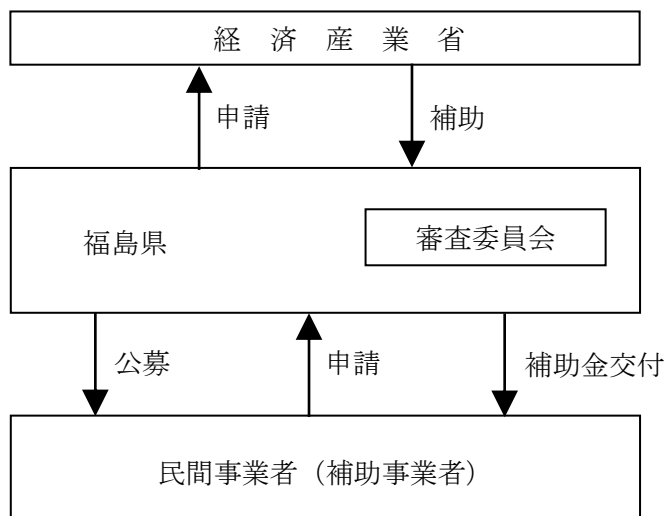 経済産業省
申請
補助
福島県
審査委員会
公募
申請
補助金交付
民間事業者（補助事業者）